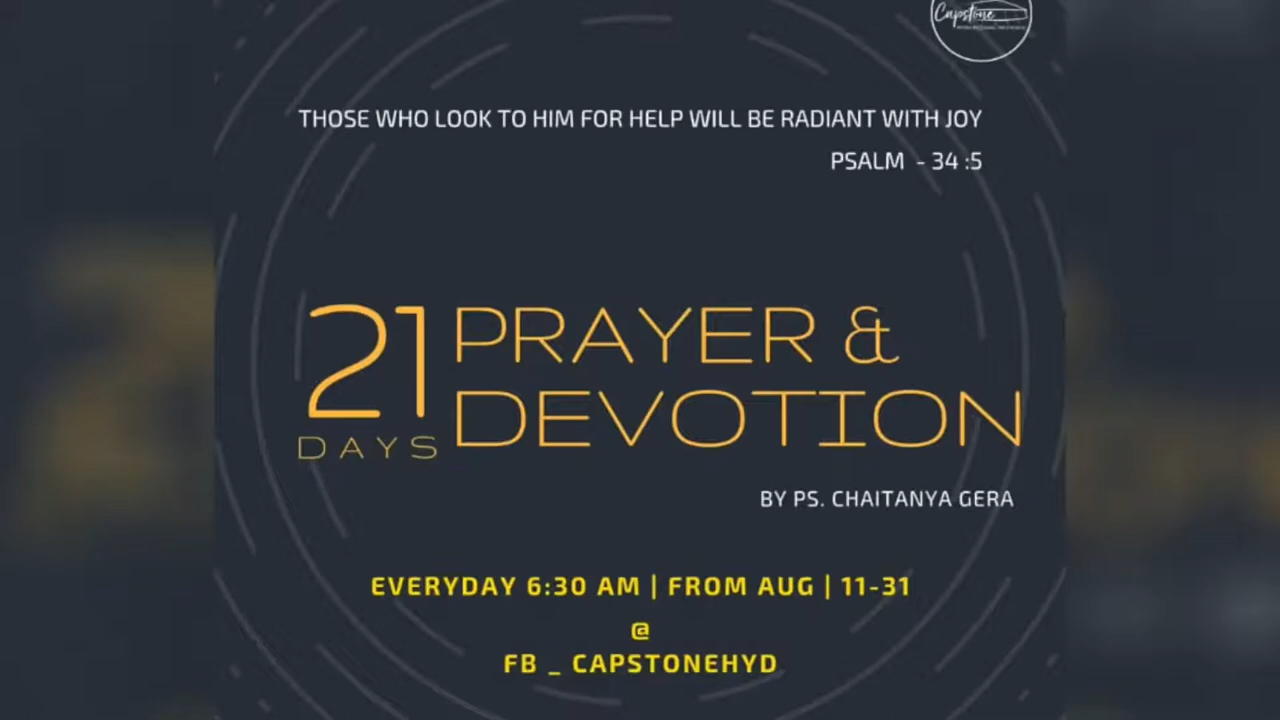 Capstone
THOSE WHO LOOK TO HIM FOR HELP WILL BE RADIANT WITH JOY
PSALM - 34 :5
21 DAYS
PRAYER &
DEVOTION
BY PS. CHAITANYA GERA
EVERYDAY 6:30 AM | FROM AUG | 11-31
@
FB _ CAPSTONEHYD